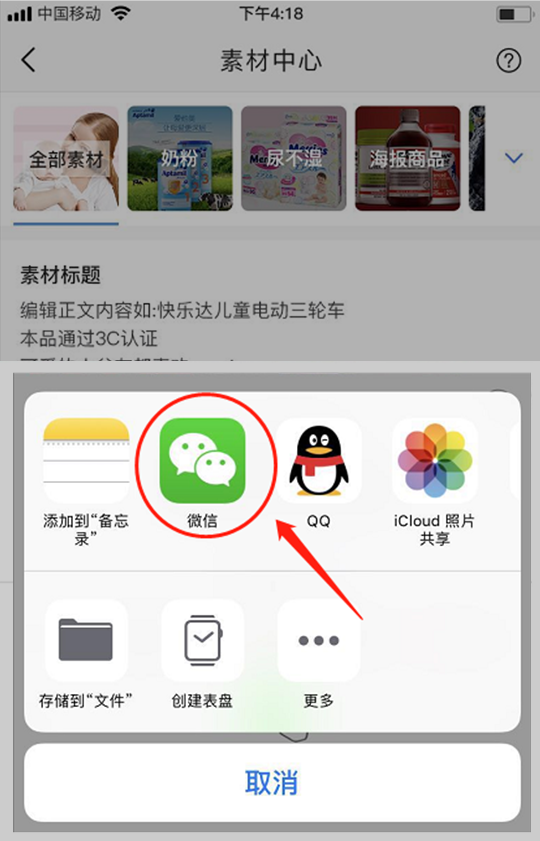 中国移动
下午4:18
素材中心
全部素材
奶粉
尿不湿
海报商品
Aptamil
Aptamil
Merries
素材标题
编辑正文内容如:快乐达儿童电动三轮车
本品通过3C认证
添加到“备忘
录”
微信
QQ
iCloud 照片
共享
存储到“文件”
创建表盘
更多
取消